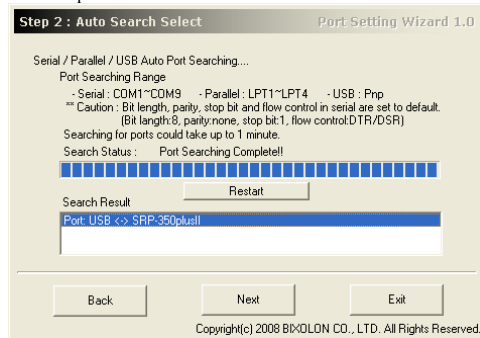 Step 2 : Auto Search Select
Port Setting Wizard 1.0
Serial / Parallel / USB Auto Port Searching....
Port Searching Range
- Serial : COM1~COM9 - Parallel : LPT1~LPT4 - USB : Pnp
** Caution : Bit length, parity, stop bit and flow control in serial are set to default.
(Bit length:8, parity:none, stop bit:1, flow control:DTR/DSR)
Searching for ports could take up to 1 minute.
Search Status : Port Searching Complete!!
Restart
Search Result
Port: USB <-> SRP-350plusII
Back Next Exit
Copyright(c) 2008 BIXOLON CO., LTD. All Rights Reserved.